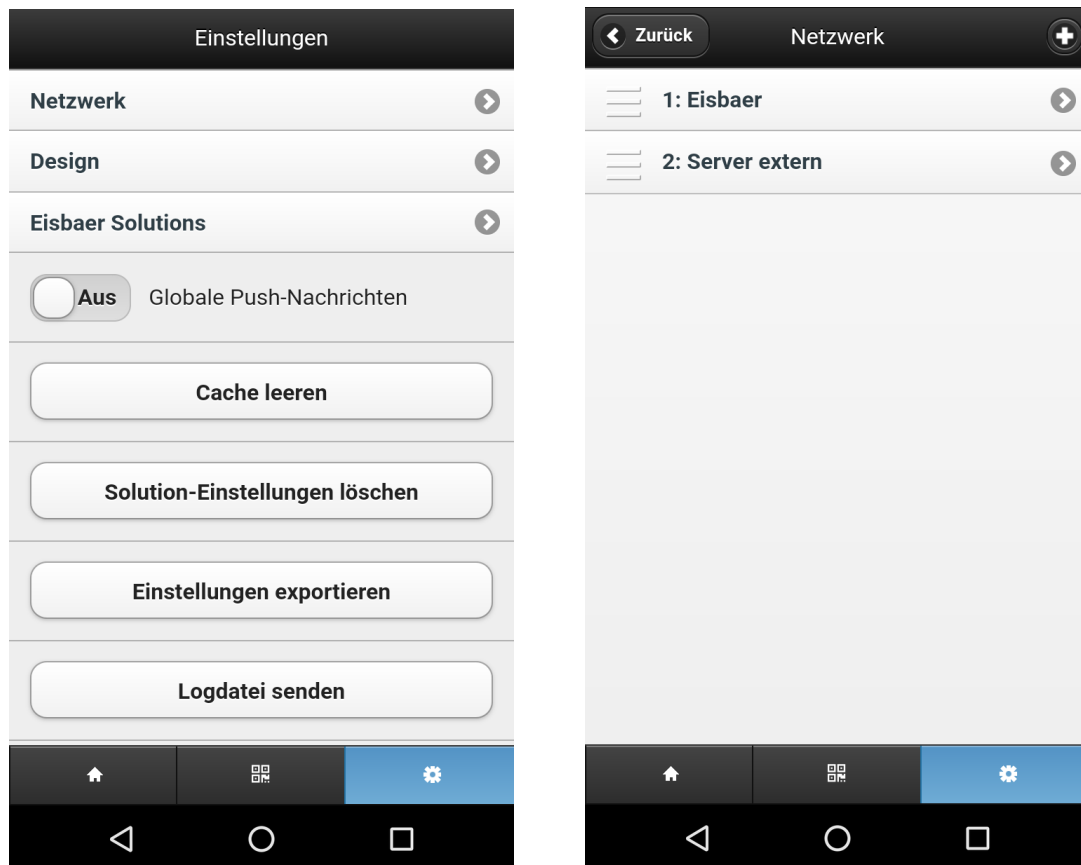 Einstellungen
Netzwerk
Design
Eisbaer Solutions
Aus Globale Push-Nachrichten
Cache leeren
Solution-Einstellungen löschen
Einstellungen exportieren
Logdatei senden
Zurück Netzwerk
1: Eisbaer
2: Server extern